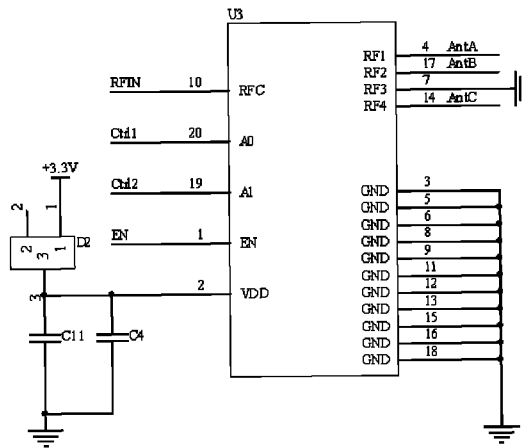 U3
RF1 4 AntA
RF2 17 AntB
RF3 7
RF4 14 AntC
RFIN 10 RFC
Ctrl1 20 A0
Ctrl2 19 A1
EN 1 EN
2 VDD
+3.3V
2 1
2 1 D2
3
3
C11 C4
GND 3
GND 5
GND 6
GND 8
GND 9
GND 11
GND 12
GND 13
GND 15
GND 16
GND 18